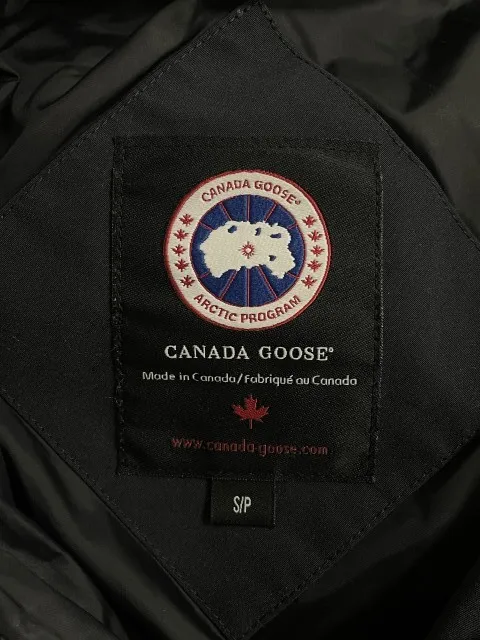 CANADA GOOSE®
ARCTIC PROGRAM
CANADA GOOSE®
Made in Canada/Fabriqué au Canada
www.canada-goose.com
S/P